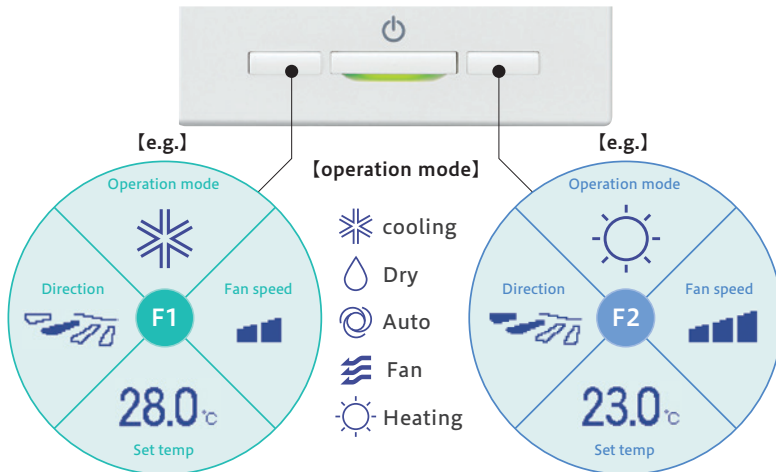 【e.g.】
【e.g.】
【operation mode】
Operation mode
Direction
Fan speed
F1
28.0℃
Set temp
cooling
Dry
Auto
Fan
Heating
Operation mode
Direction
Fan speed
F2
23.0℃
Set temp